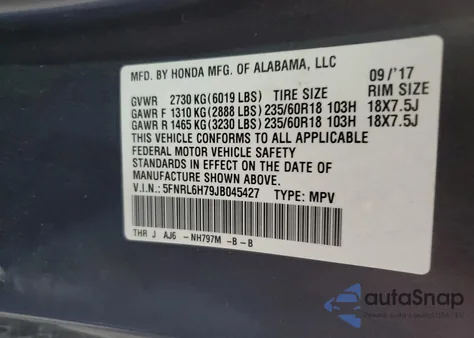 MFD. BY HONDA MFG. OF ALABAMA, LLC
09/'17
GVWR 2730 KG(6019 LBS) TIRE SIZE RIM SIZE
GAWR F 1310 KG(2888 LBS) 235/60R18 103H 18X7.5J
GAWR R 1465 KG(3230 LBS) 235/60R18 103H 18X7.5J
THIS VEHICLE CONFORMS TO ALL APPLICABLE
FEDERAL MOTOR VEHICLE SAFETY
STANDARDS IN EFFECT ON THE DATE OF
MANUFACTURE SHOWN ABOVE.
V.I.N.: 5FNRL6H79JB045427 TYPE: MPV
THR J AJ6 -NH797M -B -B
autoSnap